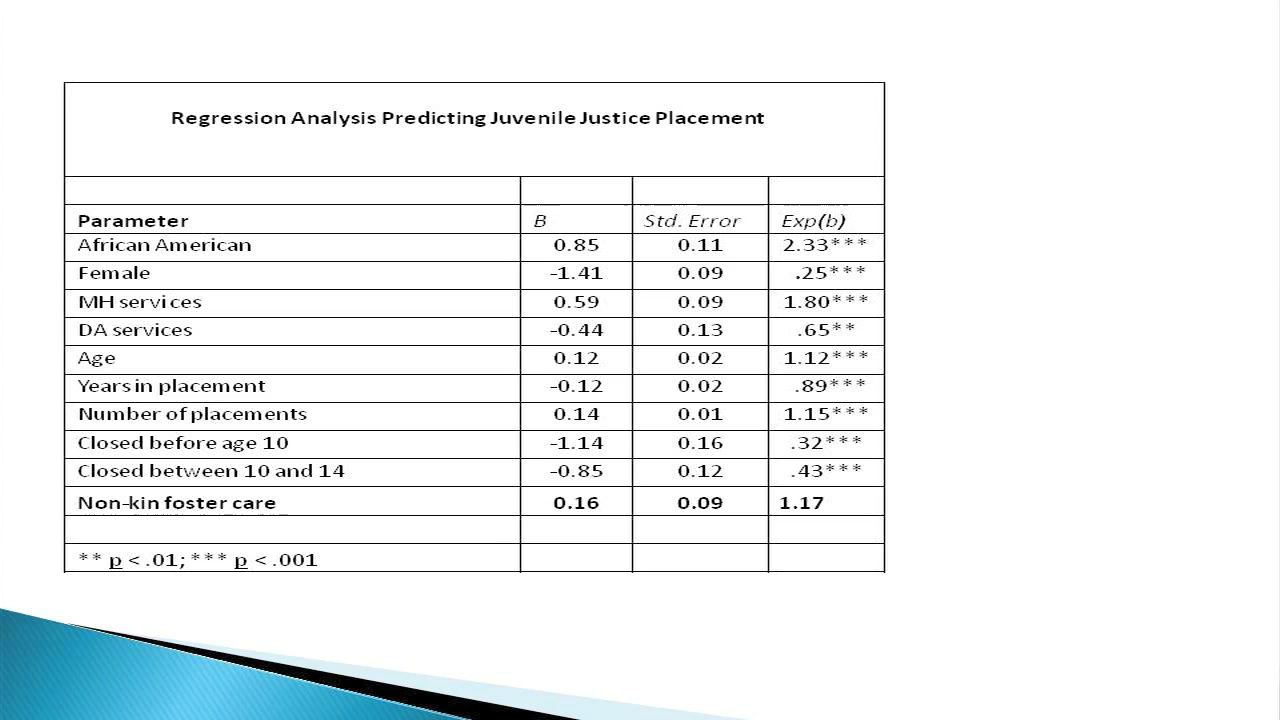 Regression Analysis Predicting Juvenile Justice Placement
Parameter B Std. Error Exp(b)
African American 0.85 0.11 2.33***
Female -1.41 0.09 .25***
MH services 0.59 0.09 1.80***
DA services -0.44 0.13 .65**
Age 0.12 0.02 1.12***
Years in placement -0.12 0.02 .89***
Number of placements 0.14 0.01 1.15***
Closed before age 10 -1.14 0.16 .32***
Closed between 10 and 14 -0.85 0.12 .43***
Non-kin foster care 0.16 0.09 1.17
** p < .01; *** p < .001